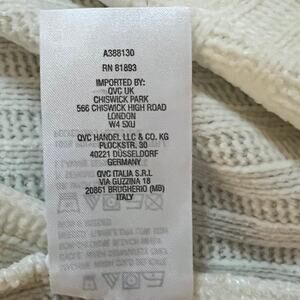 A388130
RN 81893
IMPORTED BY:
QVC UK
CHISWICK PARK
566 CHISWICK HIGH ROAD
LONDON
W4 5XU
QVC HANDEL LLC & CO. KG
PLOCKSTR. 30
40221 DÜSSELDORF
GERMANY
QVC ITALIA S.R.L
VIA GUZZINA 18
20861 BRUGHERIO (MB)
ITALY